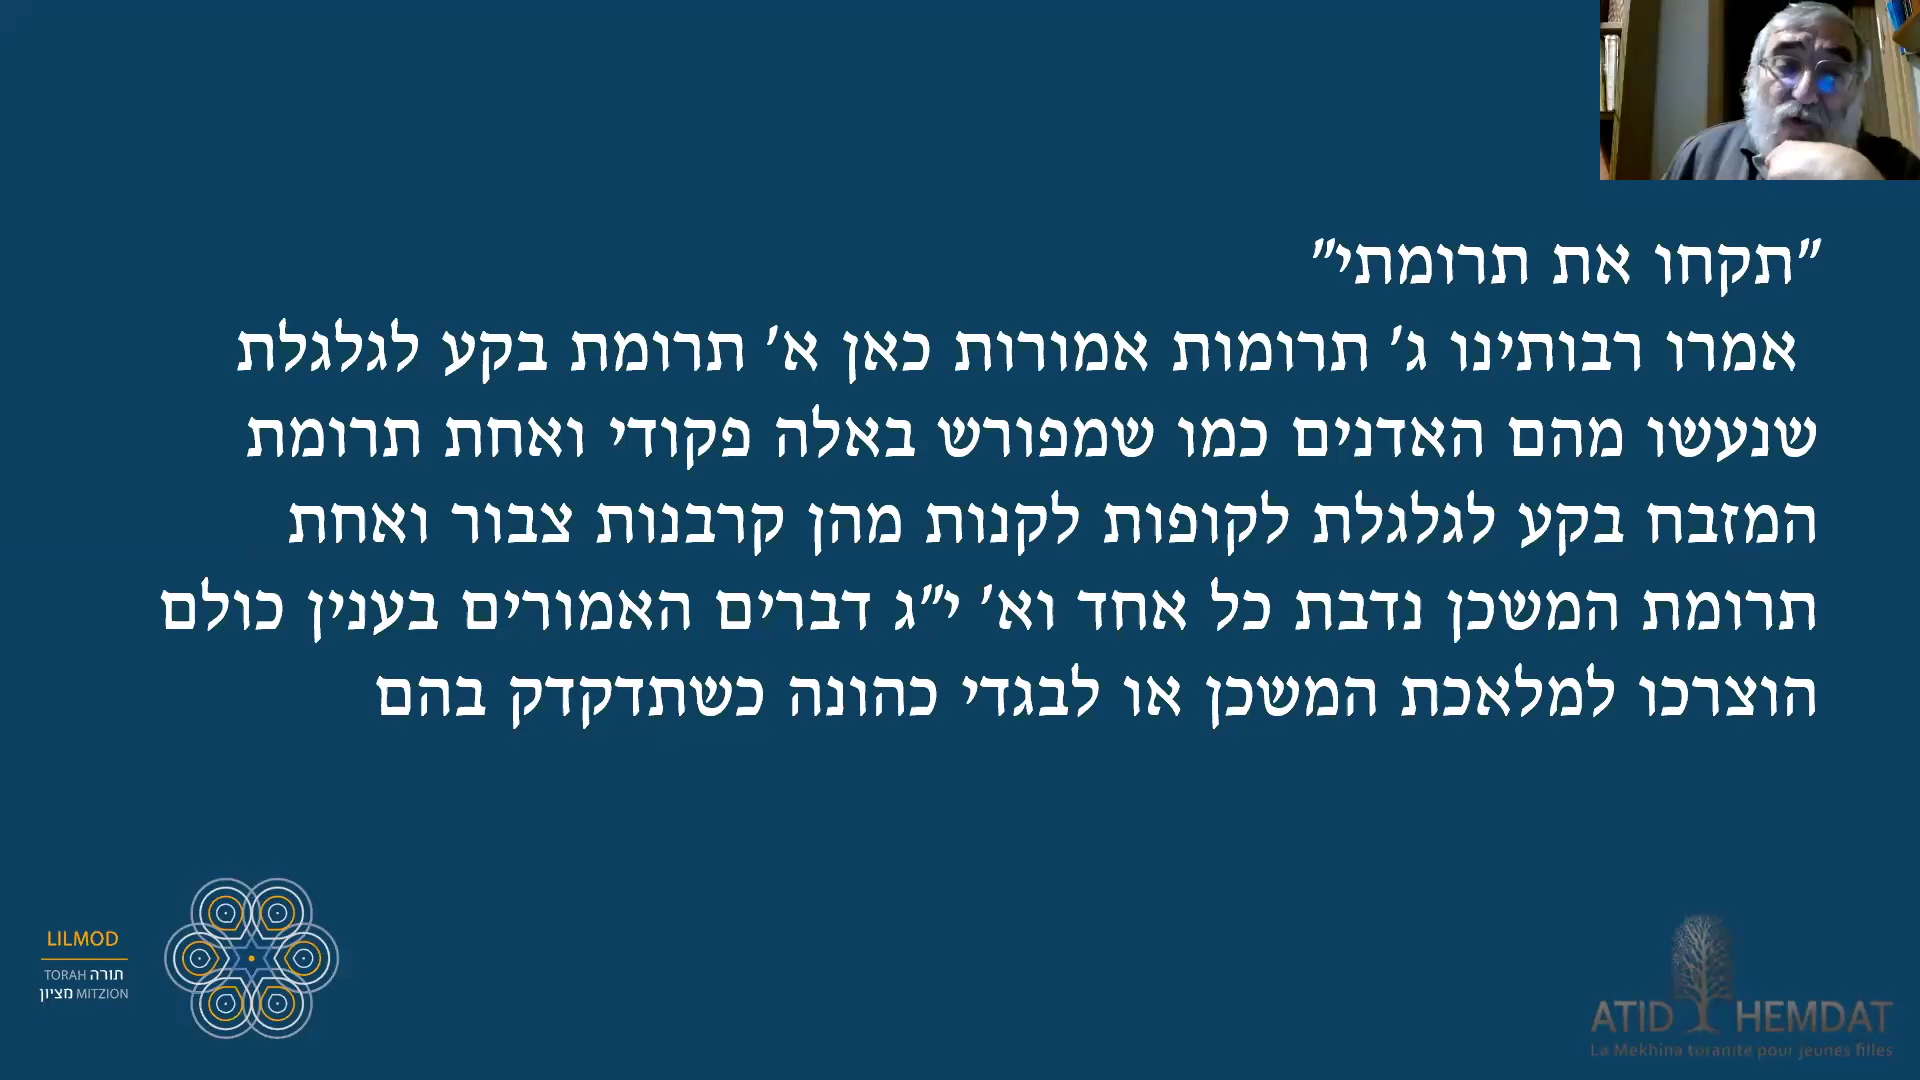 "תקחו את תרומתי"
אמרו רבותינו ג' תרומות אמורות כאן א' תרומת בקע לגלגלת
שנעשו מהם האדנים כמו שמפורש באלה פקודי ואחת תרומת
המזבח בקע לגלגלת לקופות לקנות מהן קרבנות צבור ואחת
תרומת המשכן נדבת כל אחד וא' י"ג דברים האמורים בענין כולם
הוצרכו למלאכת המשכן או לבגדי כהונה כשתדקדק בהם
LILMOD
TORAH תורה
מציון MITZION
ATID HEMDAT
La Mekhina toranite pour jeunes filles